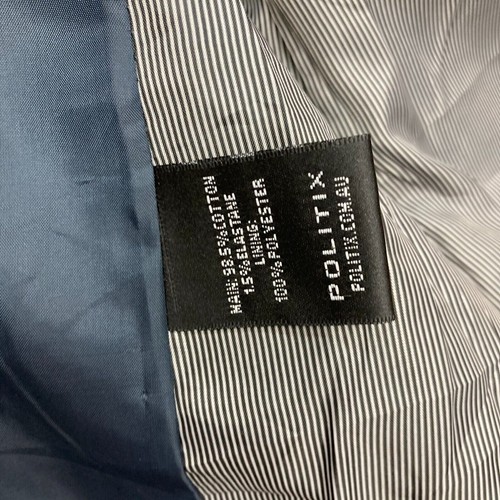 MAIN: 98.5%COTTON
1.5%ELASTANE
LINING:
100%POLYESTER
POLITIX
POLITIX.COM.AU